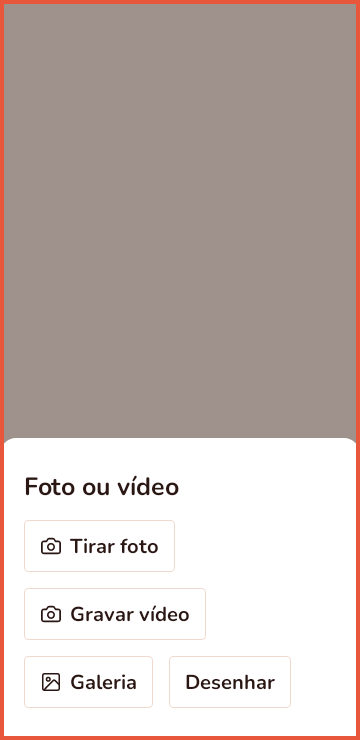 Foto ou vídeo
Tirar foto
Gravar vídeo
Galeria
Desenhar